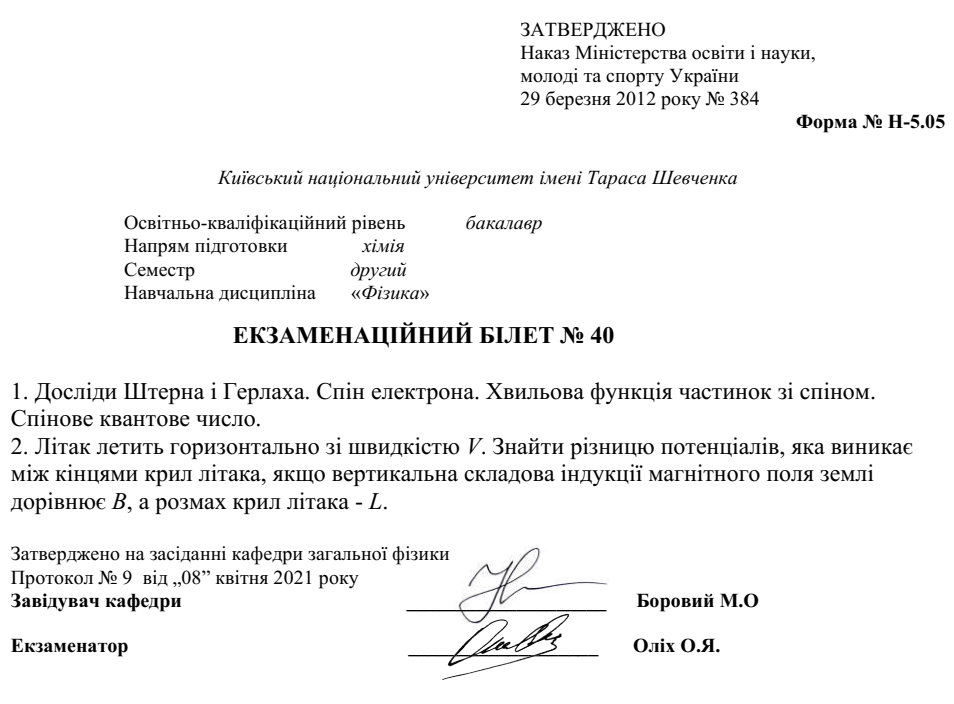 ЗАТВЕРДЖЕНО
Наказ Міністерства освіти і науки,
молоді та спорту України
29 березня 2012 року № 384
Форма № Н-5.05
Київський національний університет імені Тараса Шевченка
Освітньо-кваліфікаційний рівень бакалавр
Напрям підготовки хімія
Семестр другий
Навчальна дисципліна «Фізика»
ЕКЗАМЕНАЦІЙНИЙ БІЛЕТ № 40
1. Досліди Штерна і Герлаха. Спін електрона. Хвильова функція частинок зі спіном.
Спінове квантове число.
2. Літак летить горизонтально зі швидкістю V. Знайти різницю потенціалів, яка виникає
між кінцями крил літака, якщо вертикальна складова індукції магнітного поля землі
дорівнює B, а розмах крил літака - L.
Затверджено на засіданні кафедри загальної фізики
Протокол № 9 від „08” квітня 2021 року
Завідувач кафедри ____________________ Боровий М.О
Екзаменатор ___________________ Оліх О.Я.